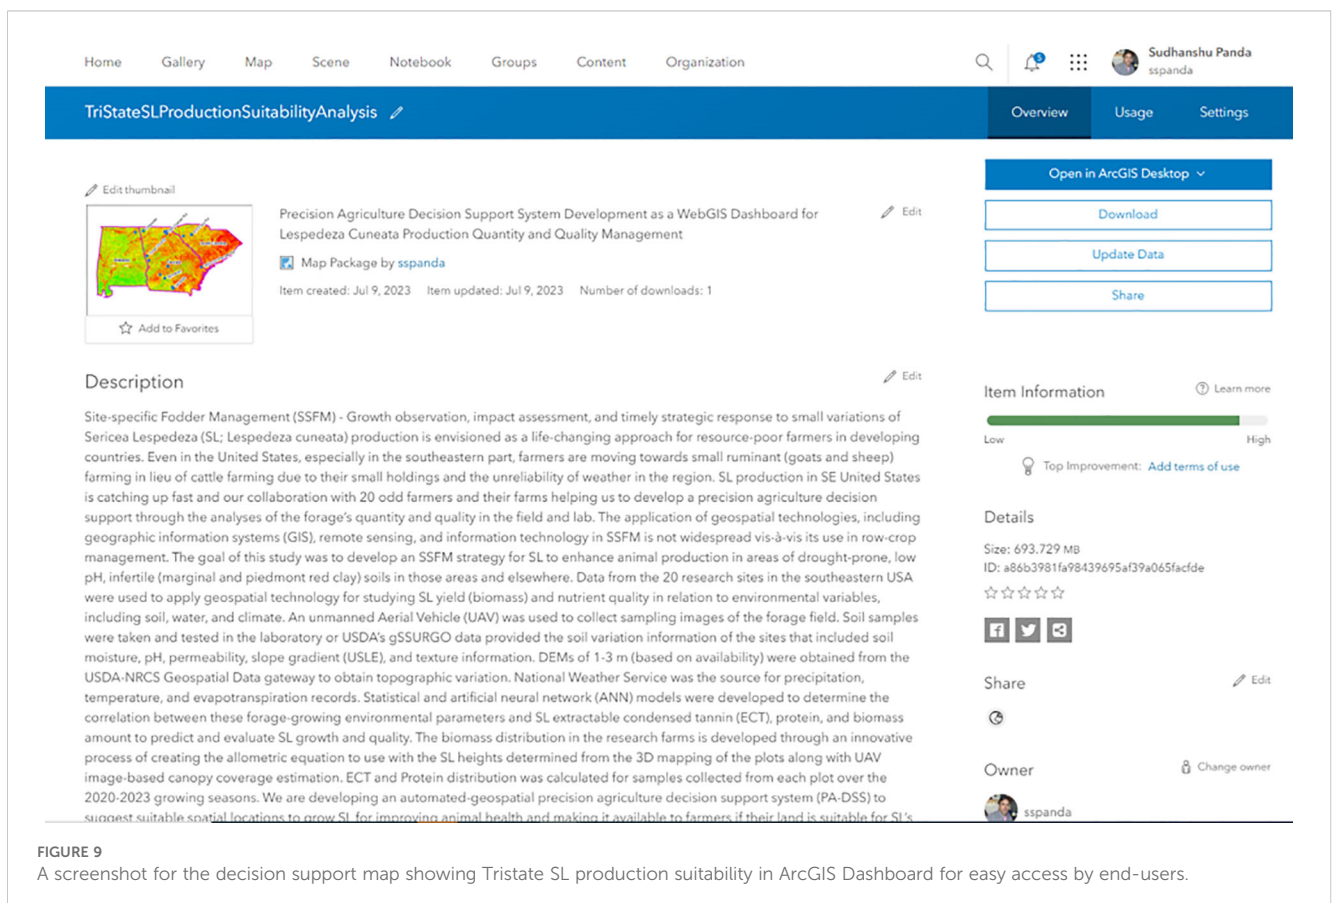 Home Gallery Map Scene Notebook Groups Content Organization
5
Sudhanshu Panda
sspanda
TriStateSLProductionSuitabilityAnalysis
Overview Usage Settings
Edit thumbnail
Add to Favorites
Precision Agriculture Decision Support System Development as a WebGIS Dashboard for
Lespedeza Cuneata Production Quantity and Quality Management
Edit
Map Package by sspanda
Item created: Jul 9, 2023 Item updated: Jul 9, 2023 Number of downloads: 1
Description
Edit
Site-specific Fodder Management (SSFM) - Growth observation, impact assessment, and timely strategic response to small variations of
Sericea Lespedeza (SL; Lespedeza cuneata) production is envisioned as a life-changing approach for resource-poor farmers in developing
countries. Even in the United States, especially in the southeastern part, farmers are moving towards small ruminant (goats and sheep)
farming in lieu of cattle farming due to their small holdings and the unreliability of weather in the region. SL production in SE United States
is catching up fast and our collaboration with 20 odd farmers and their farms helping us to develop a precision agriculture decision
support through the analyses of the forage's quantity and quality in the field and lab. The application of geospatial technologies, including
geographic information systems (GIS), remote sensing, and information technology in SSFM is not widespread vis-à-vis its use in row-crop
management. The goal of this study was to develop an SSFM strategy for SL to enhance animal production in areas of drought-prone, low
pH, infertile (marginal and piedmont red clay) soils in those areas and elsewhere. Data from the 20 research sites in the southeastern USA
were used to apply geospatial technology for studying SL yield (biomass) and nutrient quality in relation to environmental variables,
including soil, water, and climate. An unmanned Aerial Vehicle (UAV) was used to collect sampling images of the forage field. Soil samples
were taken and tested in the laboratory or USDA's gSSURGO data provided the soil variation information of the sites that included soil
moisture, pH, permeability, slope gradient (USLE), and texture information. DEMs of 1-3 m (based on availability) were obtained from the
USDA-NRCS Geospatial Data gateway to obtain topographic variation. National Weather Service was the source for precipitation,
temperature, and evapotranspiration records. Statistical and artificial neural network (ANN) models were developed to determine the
correlation between these forage-growing environmental parameters and SL extractable condensed tannin (ECT), protein, and biomass
amount to predict and evaluate SL growth and quality. The biomass distribution in the research farms is developed through an innovative
process of creating the allometric equation to use with the SL heights determined from the 3D mapping of the plots along with UAV
image-based canopy coverage estimation. ECT and Protein distribution was calculated for samples collected from each plot over the
2020-2023 growing seasons. We are developing an automated-geospatial precision agriculture decision support system (PA-DSS) to
suggest suitable spatial locations to grow SL for improving animal health and making it available to farmers if their land is suitable for SL's
Open in ArcGIS Desktop
Download
Update Data
Share
Item Information
Learn more
Low High
Top Improvement: Add terms of use
Details
Size: 693.729 MB
ID: a86b3981fa98439695af39a065facfde
Share
Edit
Owner
Change owner
sspanda
FIGURE 9
A screenshot for the decision support map showing Tristate SL production suitability in ArcGIS Dashboard for easy access by end-users.